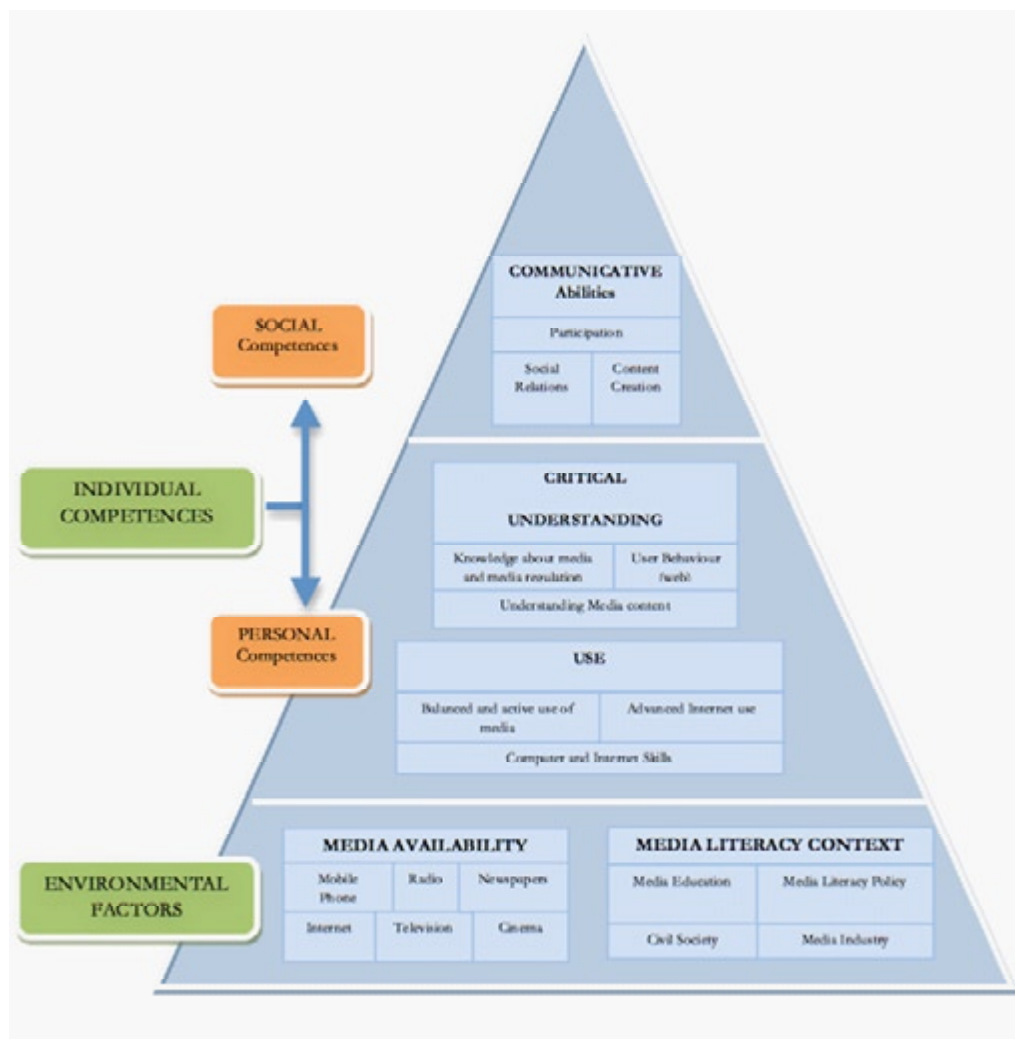 COMMUNICATIVE
Abilities
Participation
Social
Relations
Content
Creation
SOCIAL
Competences
INDIVIDUAL
COMPETENCES
PERSONAL
Competences
CRITICAL
UNDERSTANDING
Knowledge about media
and media regulation
User Behaviour
(web)
Understanding Media content
USE
Balanced and active use of
media
Advanced Internet use
Computer and Internet Skills
ENVIRONMENTAL
FACTORS
MEDIA AVAILABILITY
Mobile
Phone
Radio
Newspapers
Internet
Television
Cinema
MEDIA LITERACY CONTEXT
Media Education
Media Literacy Policy
Civil Society
Media Industry